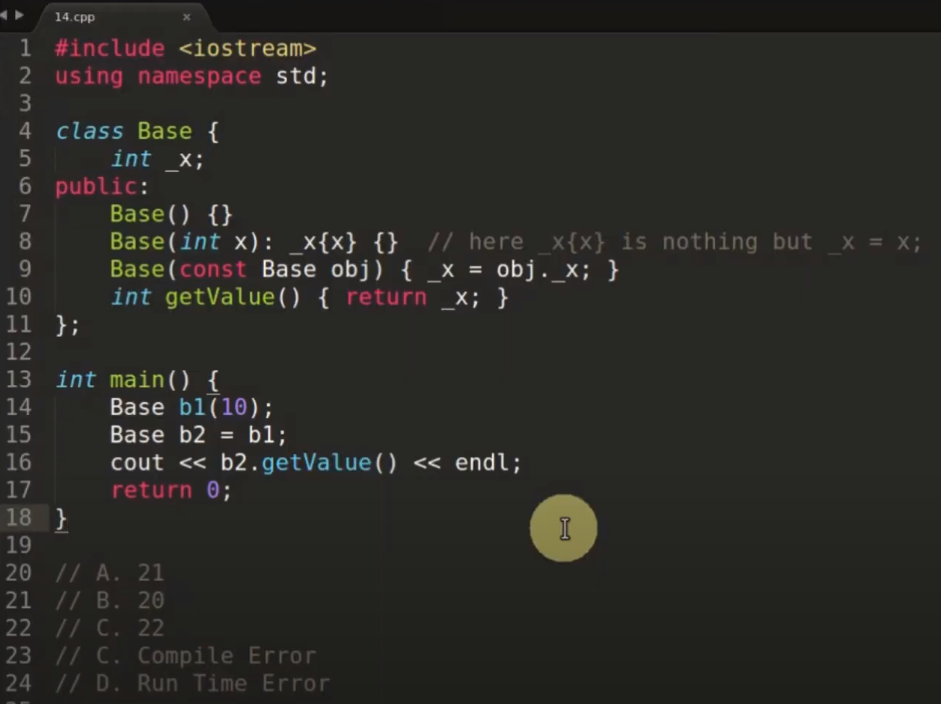 14.cpp ×
1 #include <iostream>
2 using namespace std;
3
4 class Base {
5     int _x;
6 public:
7     Base() {}
8     Base(int x): _x{x} {}  // here _x{x} is nothing but _x = x;
9     Base(const Base obj) { _x = obj._x; }
10     int getValue() { return _x; }
11 };
12
13 int main() {
14     Base b1(10);
15     Base b2 = b1;
16     cout << b2.getValue() << endl;
17     return 0;
18 }
19
20 // A. 21
21 // B. 20
22 // C. 22
23 // C. Compile Error
24 // D. Run Time Error